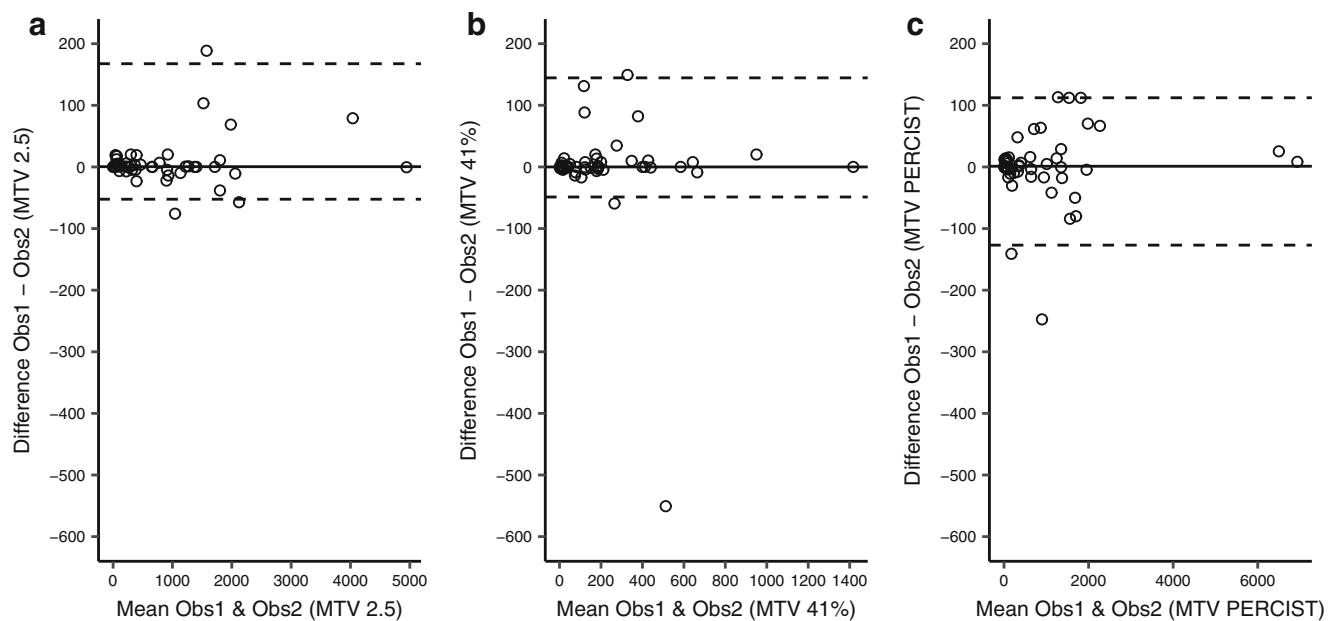 a
Difference Obs1 − Obs2 (MTV 2.5)
200
100
0
−100
−200
−300
−400
−500
−600
0 1000 2000 3000 4000 5000
Mean Obs1 & Obs2 (MTV 2.5)
b
Difference Obs1 − Obs2 (MTV 41%)
200
100
0
−100
−200
−300
−400
−500
−600
0 200 400 600 800 1000 1200 1400
Mean Obs1 & Obs2 (MTV 41%)
c
Difference Obs1 − Obs2 (MTV PERCIST)
200
100
0
−100
−200
−300
−400
−500
−600
0 2000 4000 6000
Mean Obs1 & Obs2 (MTV PERCIST)